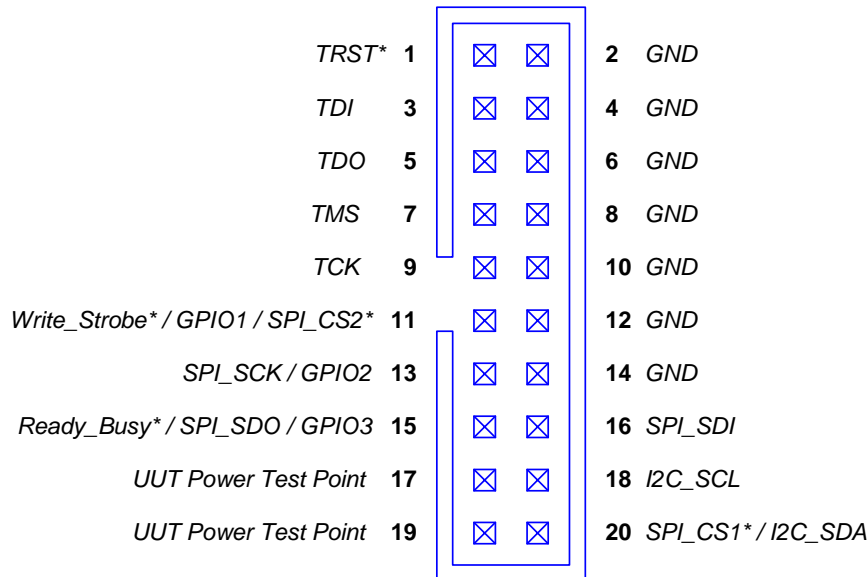 TRST* 1 2 GND
TDI 3 4 GND
TDO 5 6 GND
TMS 7 8 GND
TCK 9 10 GND
Write_Strobe* / GPIO1 / SPI_CS2* 11 12 GND
SPI_SCK / GPIO2 13 14 GND
Ready_Busy* / SPI_SDO / GPIO3 15 16 SPI_SDI
UUT Power Test Point 17 18 I2C_SCL
UUT Power Test Point 19 20 SPI_CS1* / I2C_SDA